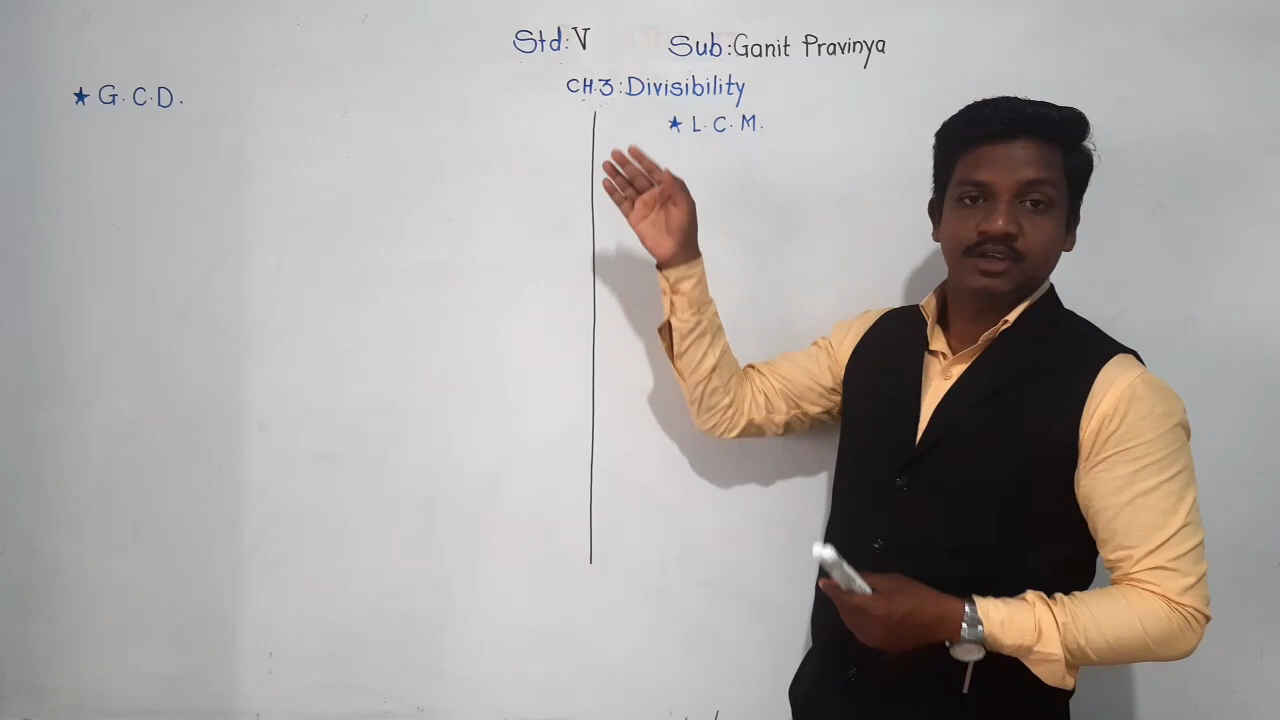 Std:V Sub:Ganit Pravinya
CH.3:Divisibility
★ G.C.D.
★ L.C.M.